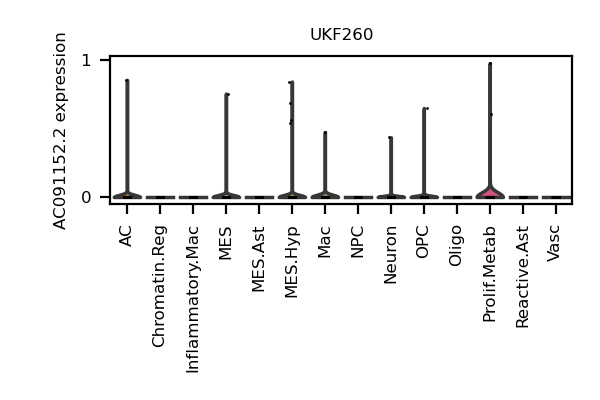 UKF260
AC091152.2 expression
1
0
AC
Chromatin.Reg
Inflammatory.Mac
MES
MES.Ast
MES.Hyp
Mac
NPC
Neuron
OPC
Oligo
Prolif.Metab
Reactive.Ast
Vasc